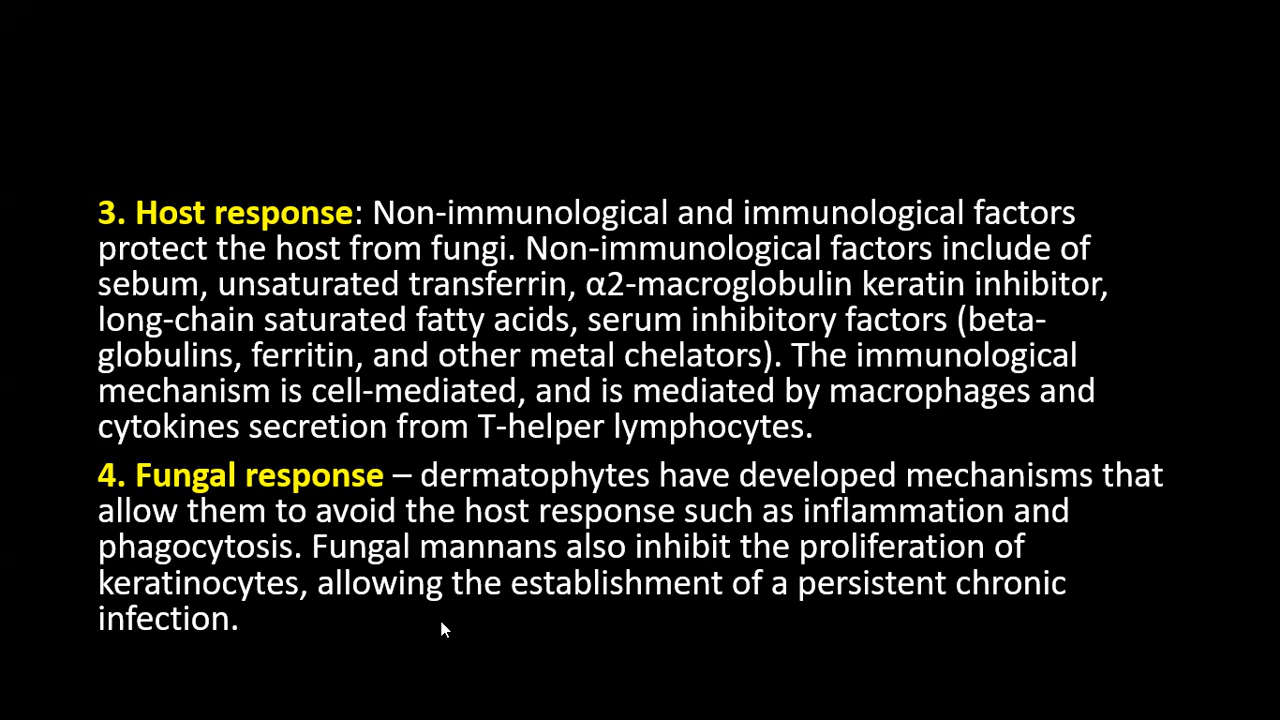 3. Host response: Non-immunological and immunological factors
protect the host from fungi. Non-immunological factors include of
sebum, unsaturated transferrin, α2-macroglobulin keratin inhibitor,
long-chain saturated fatty acids, serum inhibitory factors (beta-
globulins, ferritin, and other metal chelators). The immunological
mechanism is cell-mediated, and is mediated by macrophages and
cytokines secretion from T-helper lymphocytes.
4. Fungal response – dermatophytes have developed mechanisms that
allow them to avoid the host response such as inflammation and
phagocytosis. Fungal mannans also inhibit the proliferation of
keratinocytes, allowing the establishment of a persistent chronic
infection.